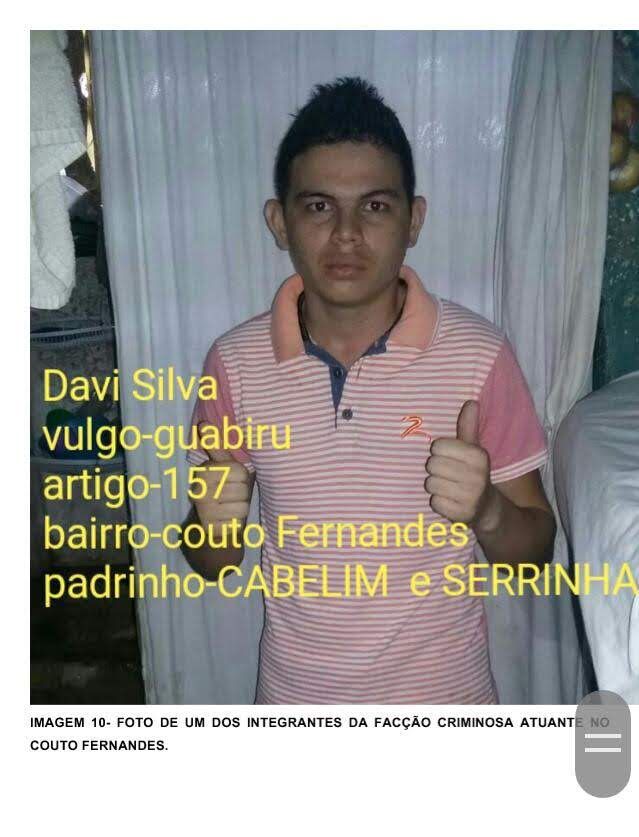 Davi Silva
vulgo-guabiru
artigo-157
bairro-couto Fernandes
padrinho-CABELIM e SERRINHA
IMAGEM 10- FOTO DE UM DOS INTEGRANTES DA FACÇÃO CRIMINOSA ATUANTE NO
COUTO FERNANDES.